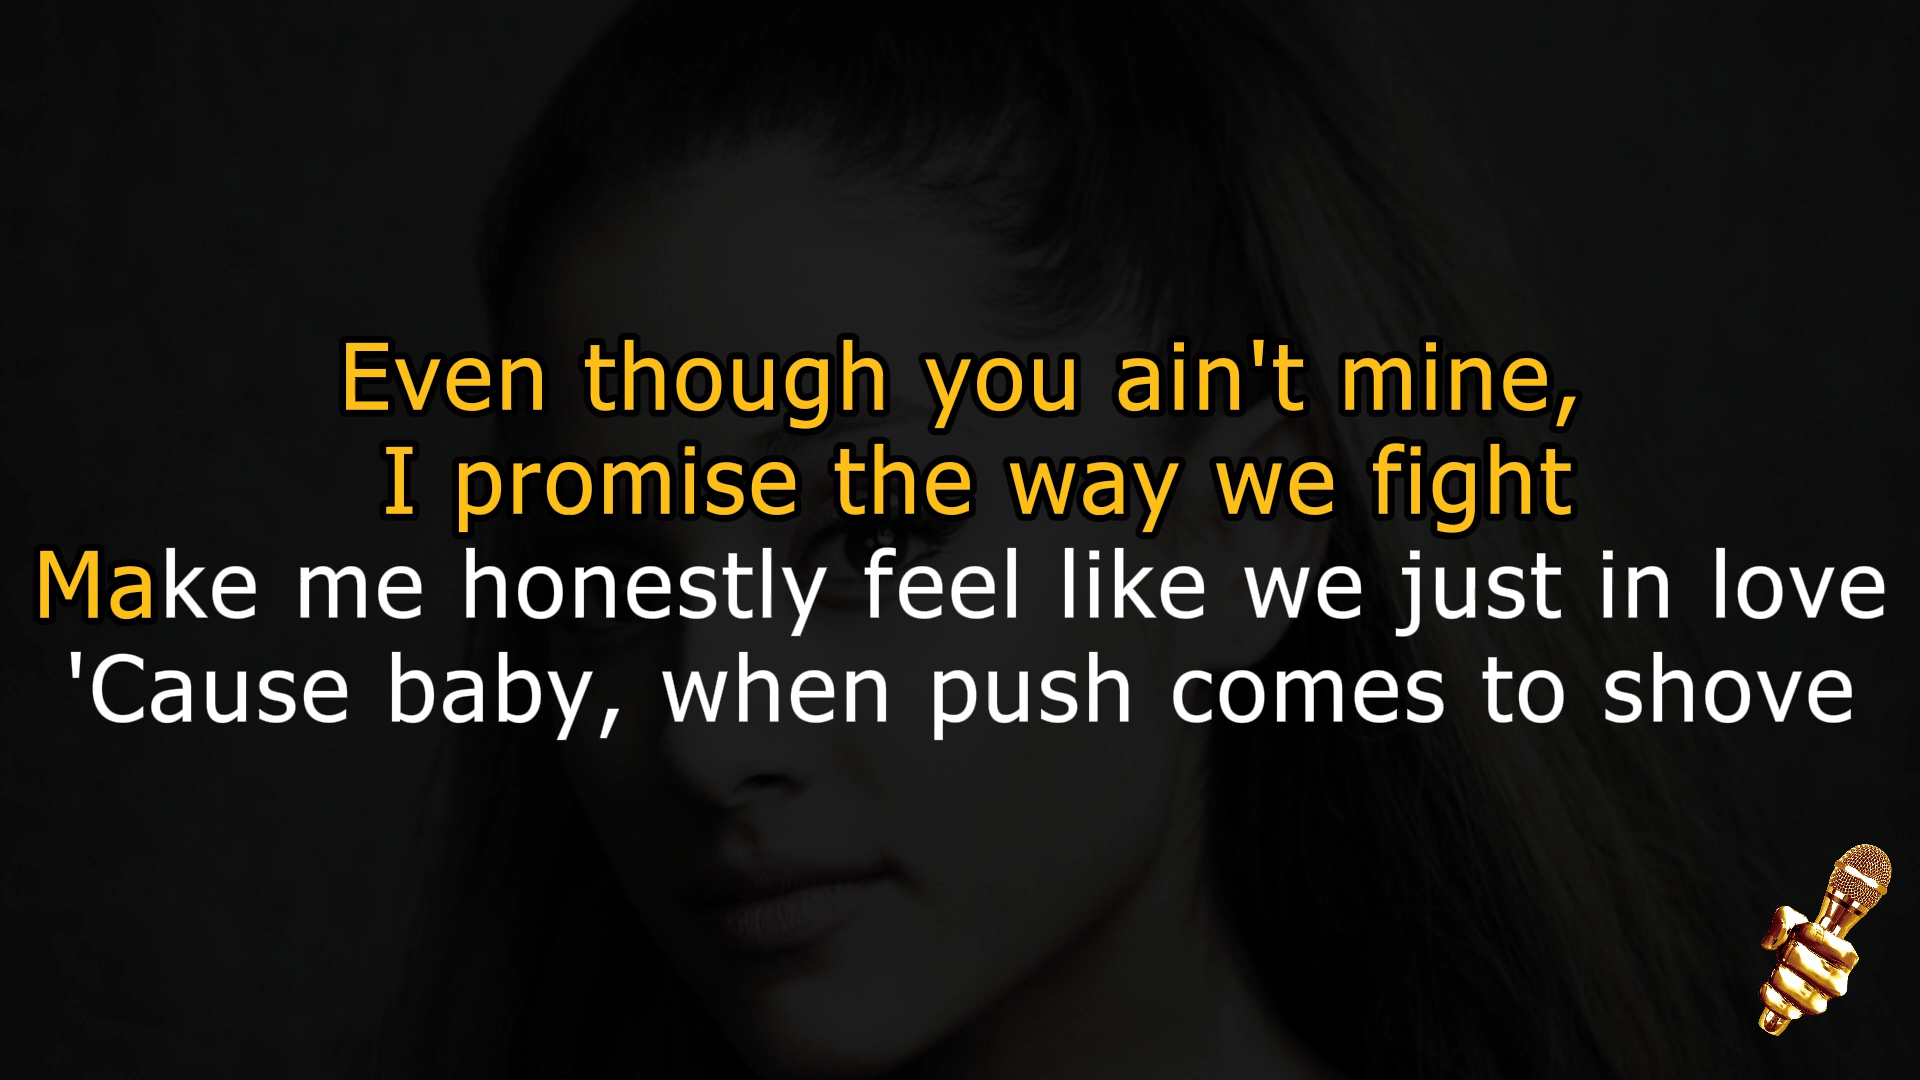 Even though you ain't mine,
I promise the way we fight
Make me honestly feel like we just in love
'Cause baby, when push comes to shove